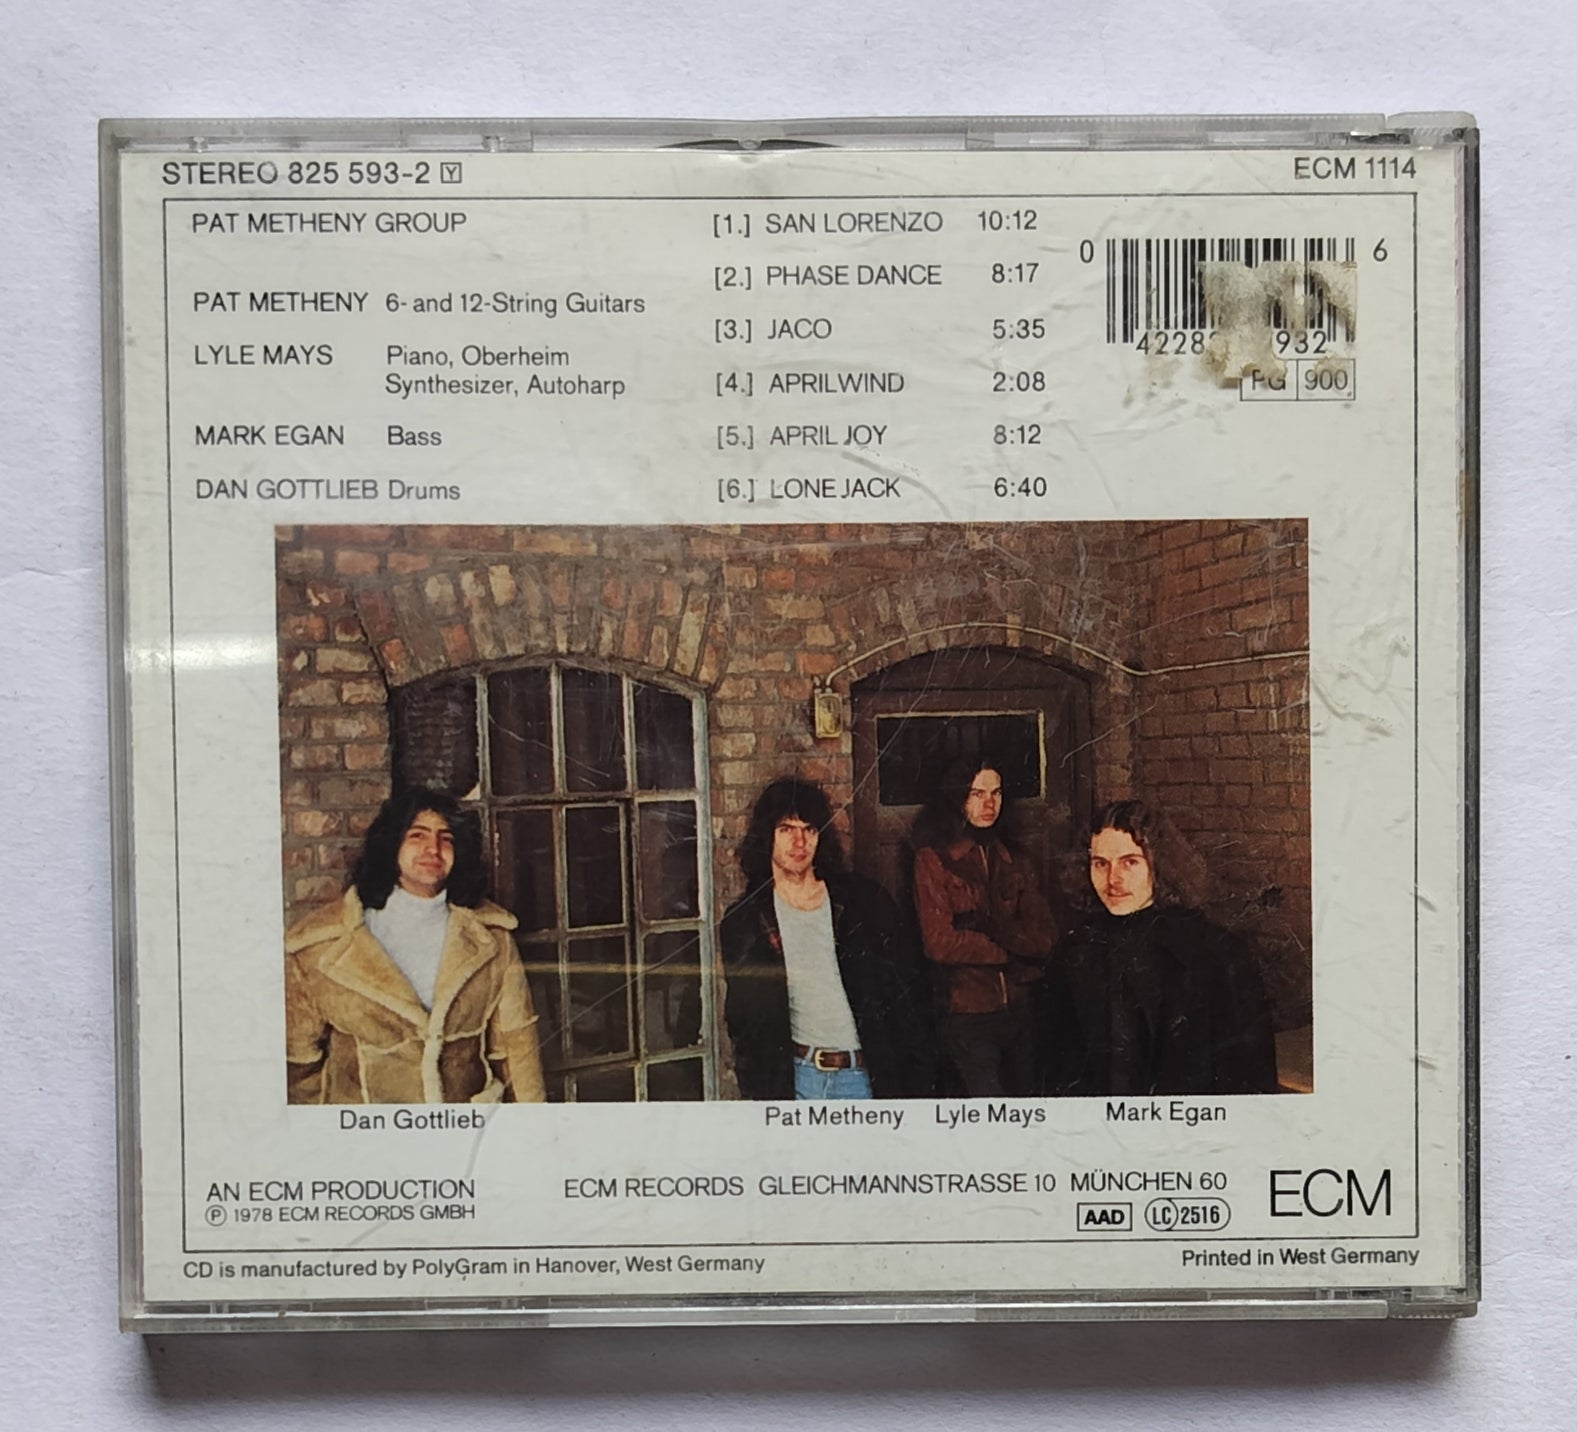 STEREO 825 593-2 Y
ECM 1114
PAT METHENY GROUP
PAT METHENY 6- and 12-String Guitars
LYLE MAYS Piano, Oberheim
Synthesizer, Autoharp
MARK EGAN Bass
DAN GOTTLIEB Drums
[1.] SAN LORENZO 10:12
[2.] PHASE DANCE 8:17
[3.] JACO 5:35
[4.] APRILWIND 2:08
[5.] APRIL JOY 8:12
[6.] LONE JACK 6:40
0 6
4228 932
PG 900
Dan Gottlieb Pat Metheny Lyle Mays Mark Egan
AN ECM PRODUCTION
Ⓟ 1978 ECM RECORDS GMBH
ECM RECORDS GLEICHMANNSTRASSE 10 MÜNCHEN 60
AAD LC 2516
ECM
CD is manufactured by PolyGram in Hanover, West Germany
Printed in West Germany